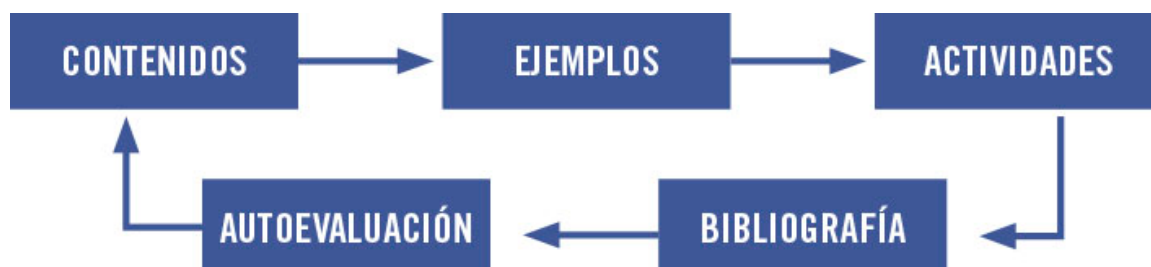 CONTENIDOS
EJEMPLOS
ACTIVIDADES
AUTOEVALUACIÓN
BIBLIOGRAFÍA